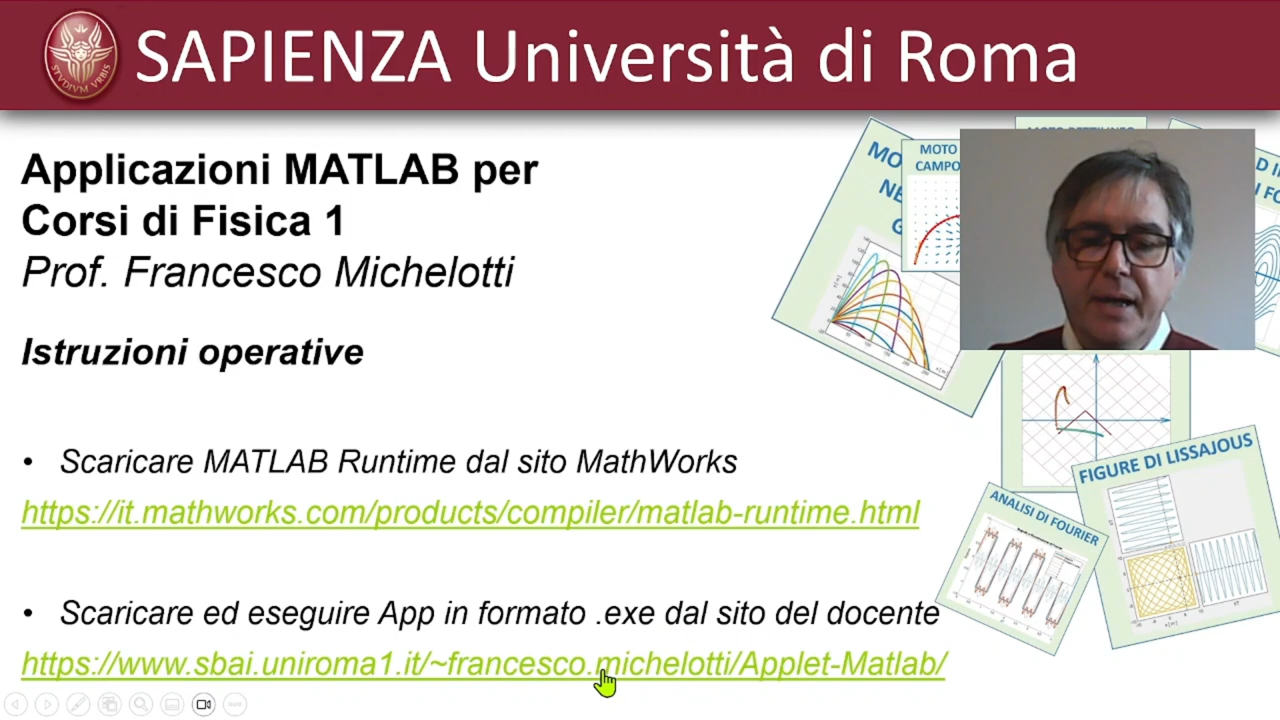 SAPIENZA Università di Roma
STVDIVM VRBIS
Applicazioni MATLAB per
Corsi di Fisica 1
Prof. Francesco Michelotti
Istruzioni operative
• Scaricare MATLAB Runtime dal sito MathWorks
https://it.mathworks.com/products/compiler/matlab-runtime.html
• Scaricare ed eseguire App in formato .exe dal sito del docente
https://www.sbai.uniroma1.it/~francesco.michelotti/Applet-Matlab/
MOTO
CAMPO
FIGURE DI LISSAJOUS
ANALISI DI FOURIER